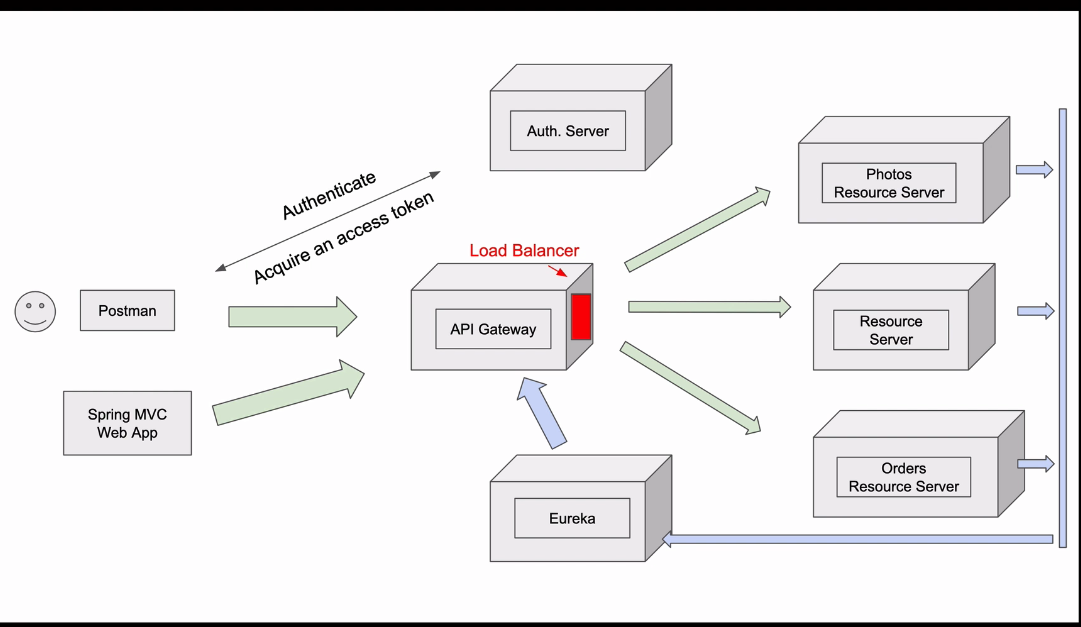 Auth. Server
Photos
Resource Server
Authenticate
Acquire an access token
Load Balancer
Postman
API Gateway
Resource
Server
Spring MVC
Web App
Orders
Resource Server
Eureka